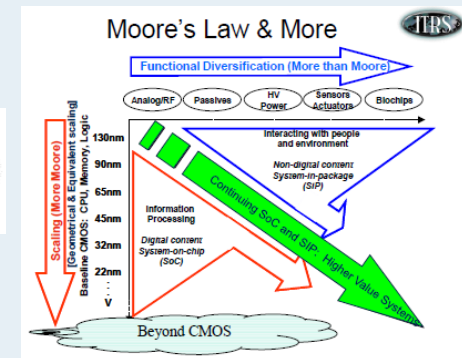 Moore's Law & More
ITRS
Functional Diversification (More than Moore)
Analog/RF
Passives
HV
Power
Sensors
Actuators
Biochips
Scaling (More Moore)
[Geometrical & Equivalent scaling]
Baseline CMOS: CPU, Memory, Logic
130nm
90nm
65nm
45nm
32nm
22nm
.
.
.
V
Interacting with people
and environment
Non-digital content
System-in-package
(SiP)
Information
Processing
Digital content
System-on-chip
(SoC)
Continuing SoC and SIP: Higher Value Systems
Beyond CMOS